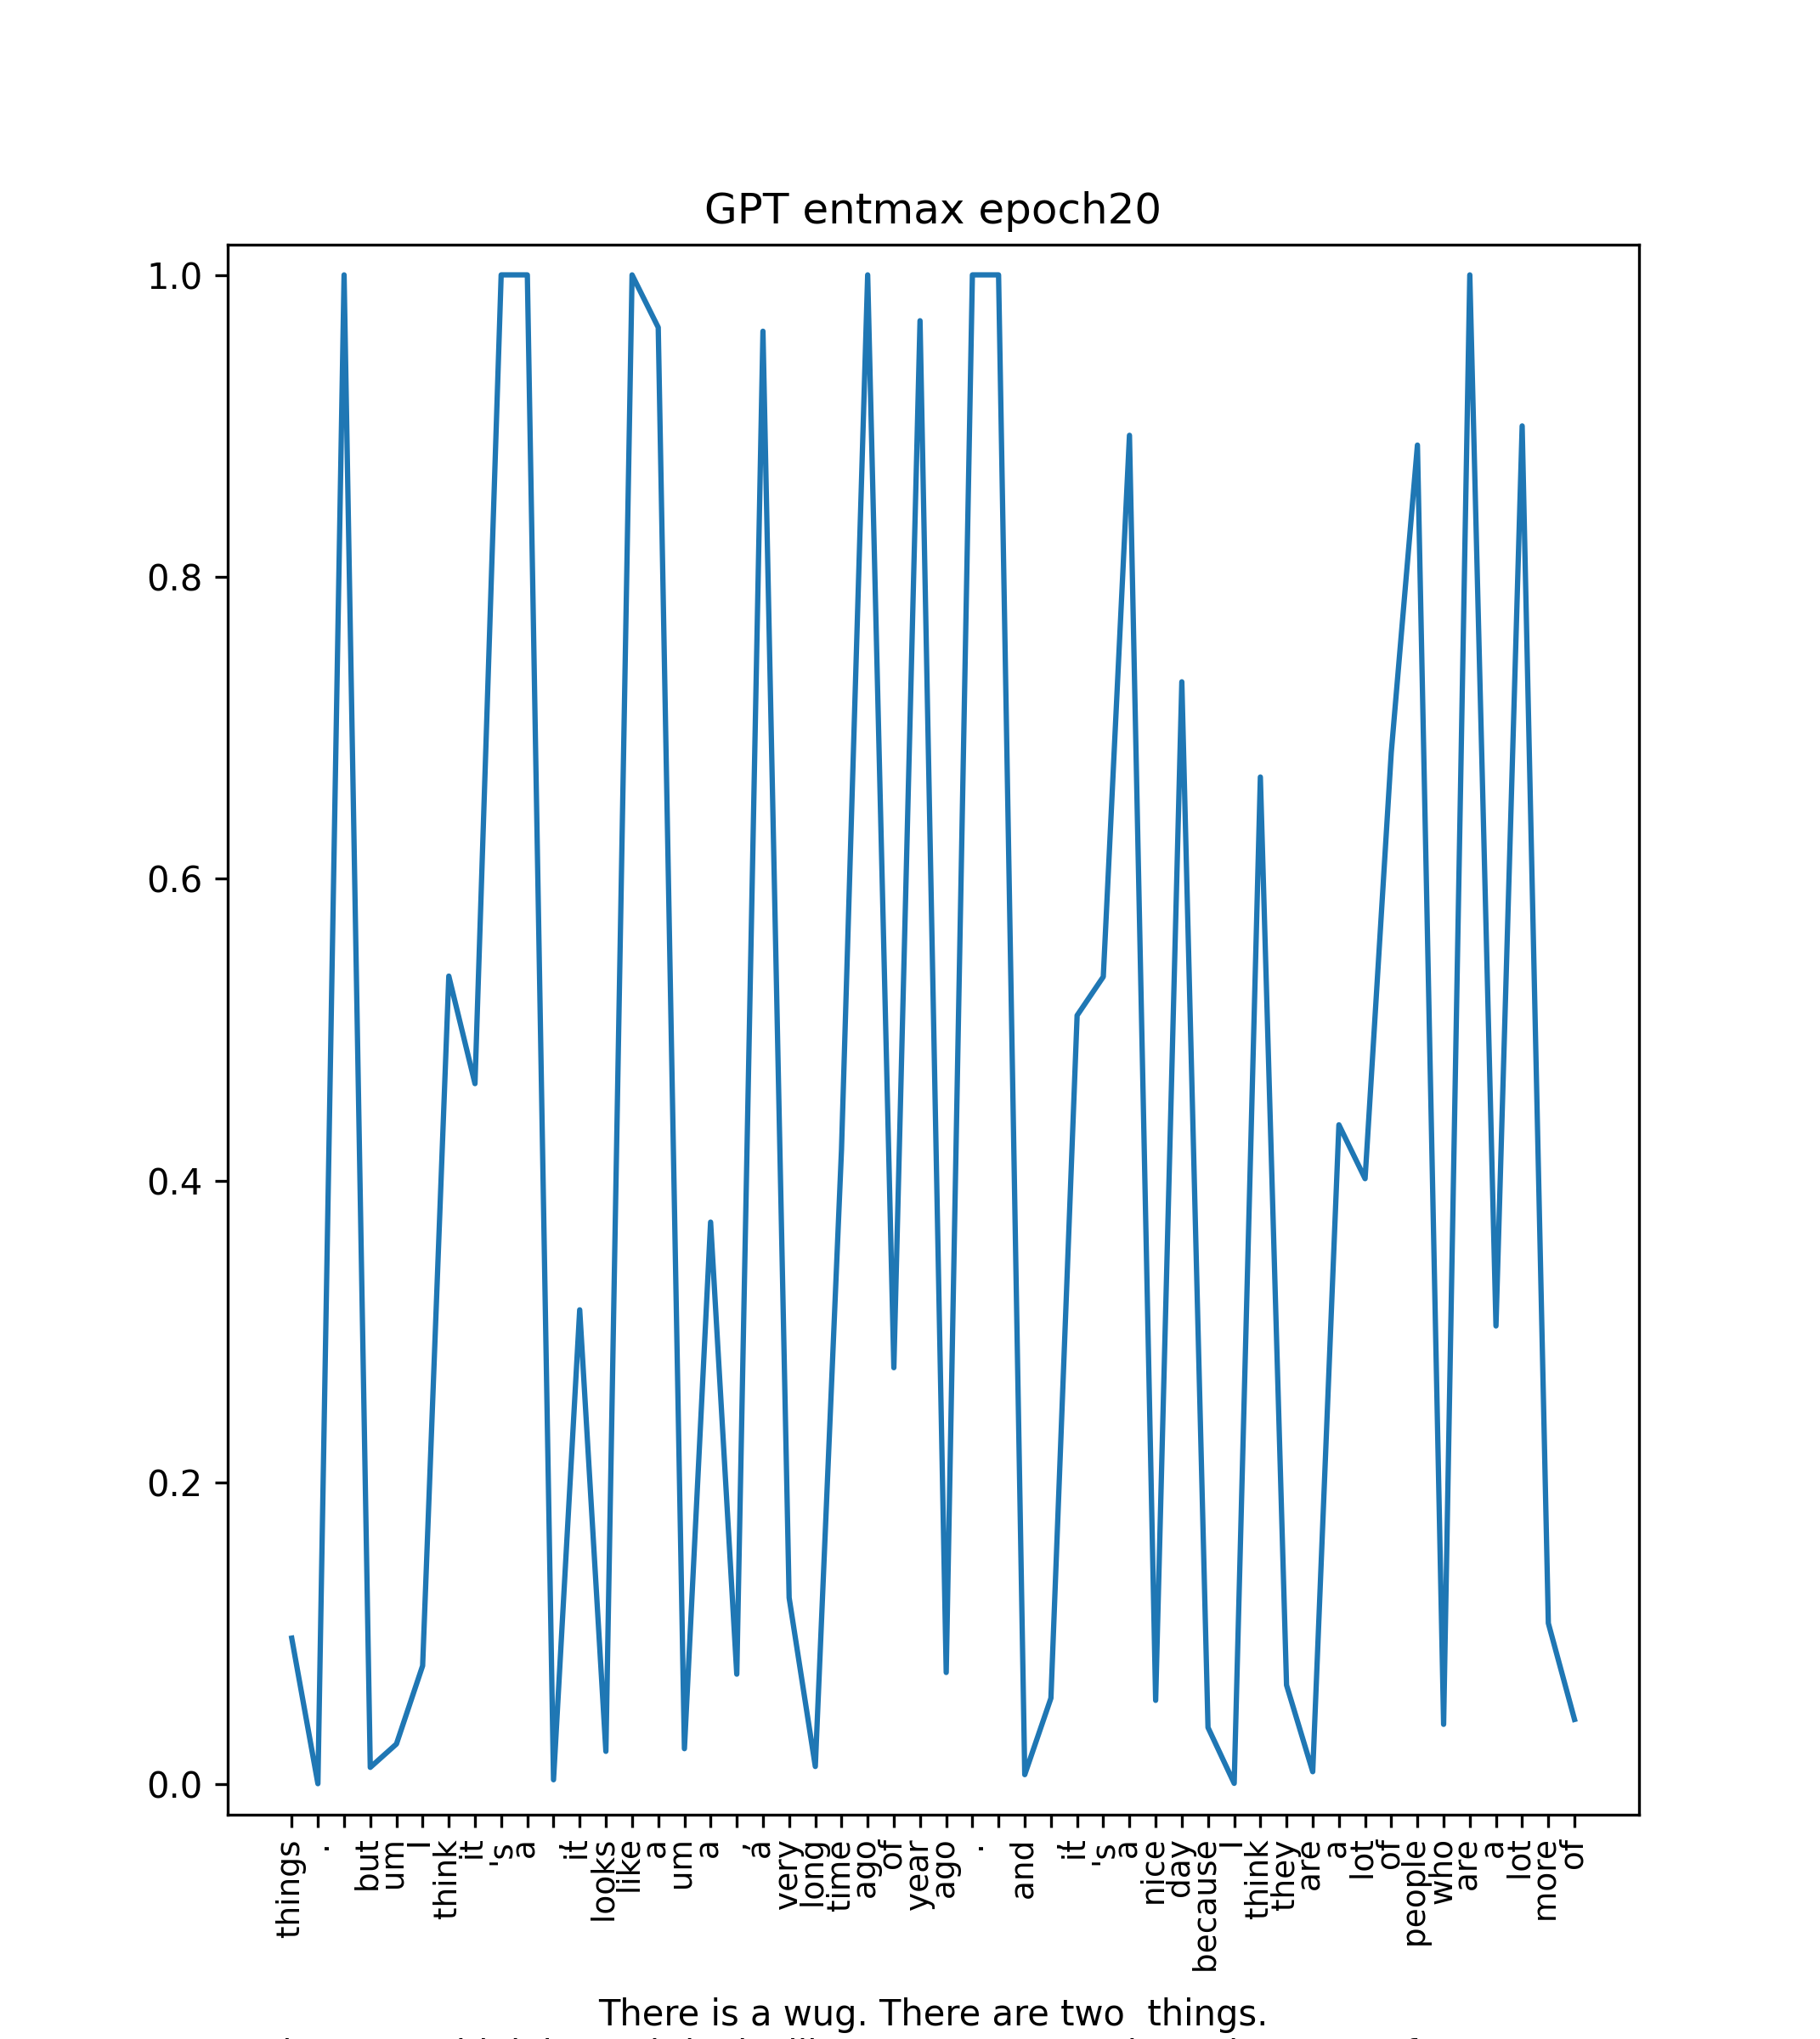 GPT entmax epoch20
1.0
0.8
0.6
0.4
0.2
0.0
things
.
but
um
I
think
it
's
a
,
it
looks
like
a
um
a
,
a
very
long
time
ago
of
year
ago
.
and
,
it
's
a
nice
day
because
I
think
they
are
a
lot
of
people
who
are
a
lot
more
of
There is a wug. There are two  things.